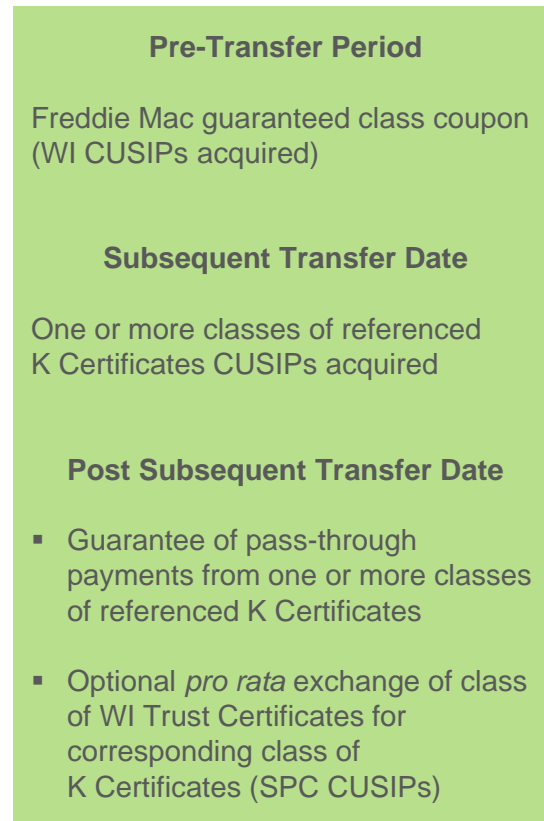 Pre-Transfer Period
Freddie Mac guaranteed class coupon
(WI CUSIPs acquired)
Subsequent Transfer Date
One or more classes of referenced
K Certificates CUSIPs acquired
Post Subsequent Transfer Date
▪ Guarantee of pass-through
payments from one or more classes
of referenced K Certificates
▪ Optional pro rata exchange of class
of WI Trust Certificates for
corresponding class of
K Certificates (SPC CUSIPs)